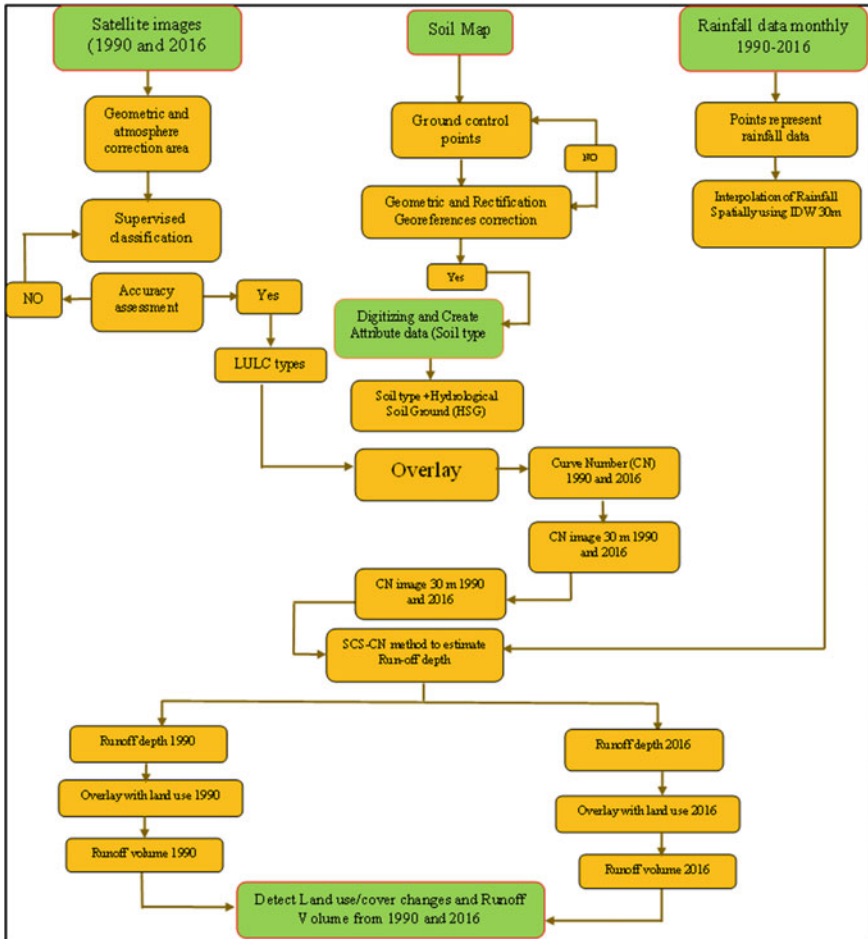 Satellite images
(1990 and 2016
Soil Map
Rainfall data monthly
1990-2016
Geometric and
atmosphere
correction area
Ground control
points
NO
Points represent
rainfall data
Supervised
classification
Geometric and Rectification
Georeferences correction
Interpolation of Rainfall
Spatially using IDW 30m
NO
Accuracy
assessment
Yes
Yes
Digitizing and Create
Attribute data (Soil type
LULC types
Soil type +Hydrological
Soil Ground (HSG)
Overlay
Curve Number (CN)
1990 and 2016
CN image 30 m 1990
and 2016
CN image 30 m 1990
and 2016
SCS-CN method to estimate
Run-off depth
Runoff depth 1990
Runoff depth 2016
Overlay with land use 1990
Overlay with land use 2016
Runoff volume 1990
Runoff volume 2016
Detect Land use/cover changes and Runoff
Volume from 1990 and 2016